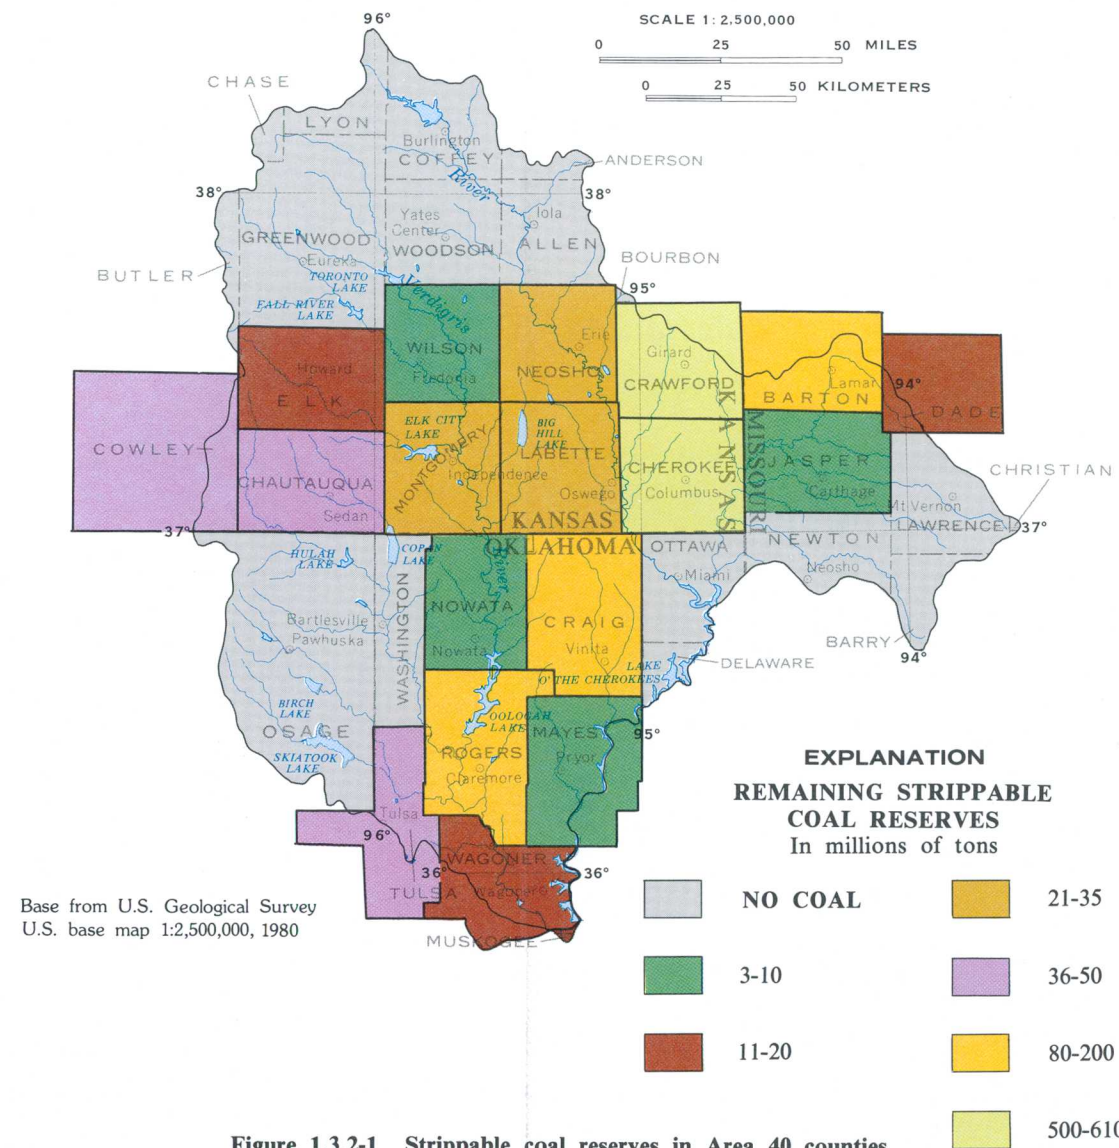 96°
SCALE 1:2,500,000
0 25 50 MILES
0 25 50 KILOMETERS
CHASE
LYON
Burlington
COFFEY
ANDERSON
River
38°
38°
Yates
Center
Iola
GREENWOOD
WOODSON
ALLEN
Eureka
BOURBON
BUTLER
TORONTO
LAKE
Verdigris
95°
FALL RIVER
LAKE
Erie
WILSON
Girard
Howard
Fredonia
NEOSHO
CRAWFORD
Lamar
94°
ELK
BARTON
DADE
ELK CITY
LAKE
BIG
HILL
LAKE
KANSAS
MISSOURI
COWLEY
MONTGOMERY
LABETTE
CHEROKEE
JASPER
CHRISTIAN
CHAUTAUQUA
Independence
Oswego
Columbus
Carthage
Mt Vernon
Sedan
KANSAS
LAWRENCE
37°
37°
OKLAHOMA
OTTAWA
NEWTON
HULAH
LAKE
COPAN
LAKE
River
Miami
Neosho
WASHINGTON
NOWATA
CRAIG
Bartlesville
Pawhuska
Nowata
Vinita
BARRY
94°
LAKE
O' THE CHEROKEES
DELAWARE
BIRCH
LAKE
OOLOGAH
LAKE
OSAGE
MAYES
95°
SKIATOOK
LAKE
ROGERS
Pryor
Claremore
EXPLANATION
REMAINING STRIPPABLE
COAL RESERVES
In millions of tons
Tulsa
96°
WAGONER
36°
36°
TULSA
Wagoner
MUSKOGEE
Base from U.S. Geological Survey
U.S. base map 1:2,500,000, 1980
NO COAL
21-35
3-10
36-50
11-20
80-200
500-610
Figure 1.3.2-1 Strippable coal reserves in Area 40 counties